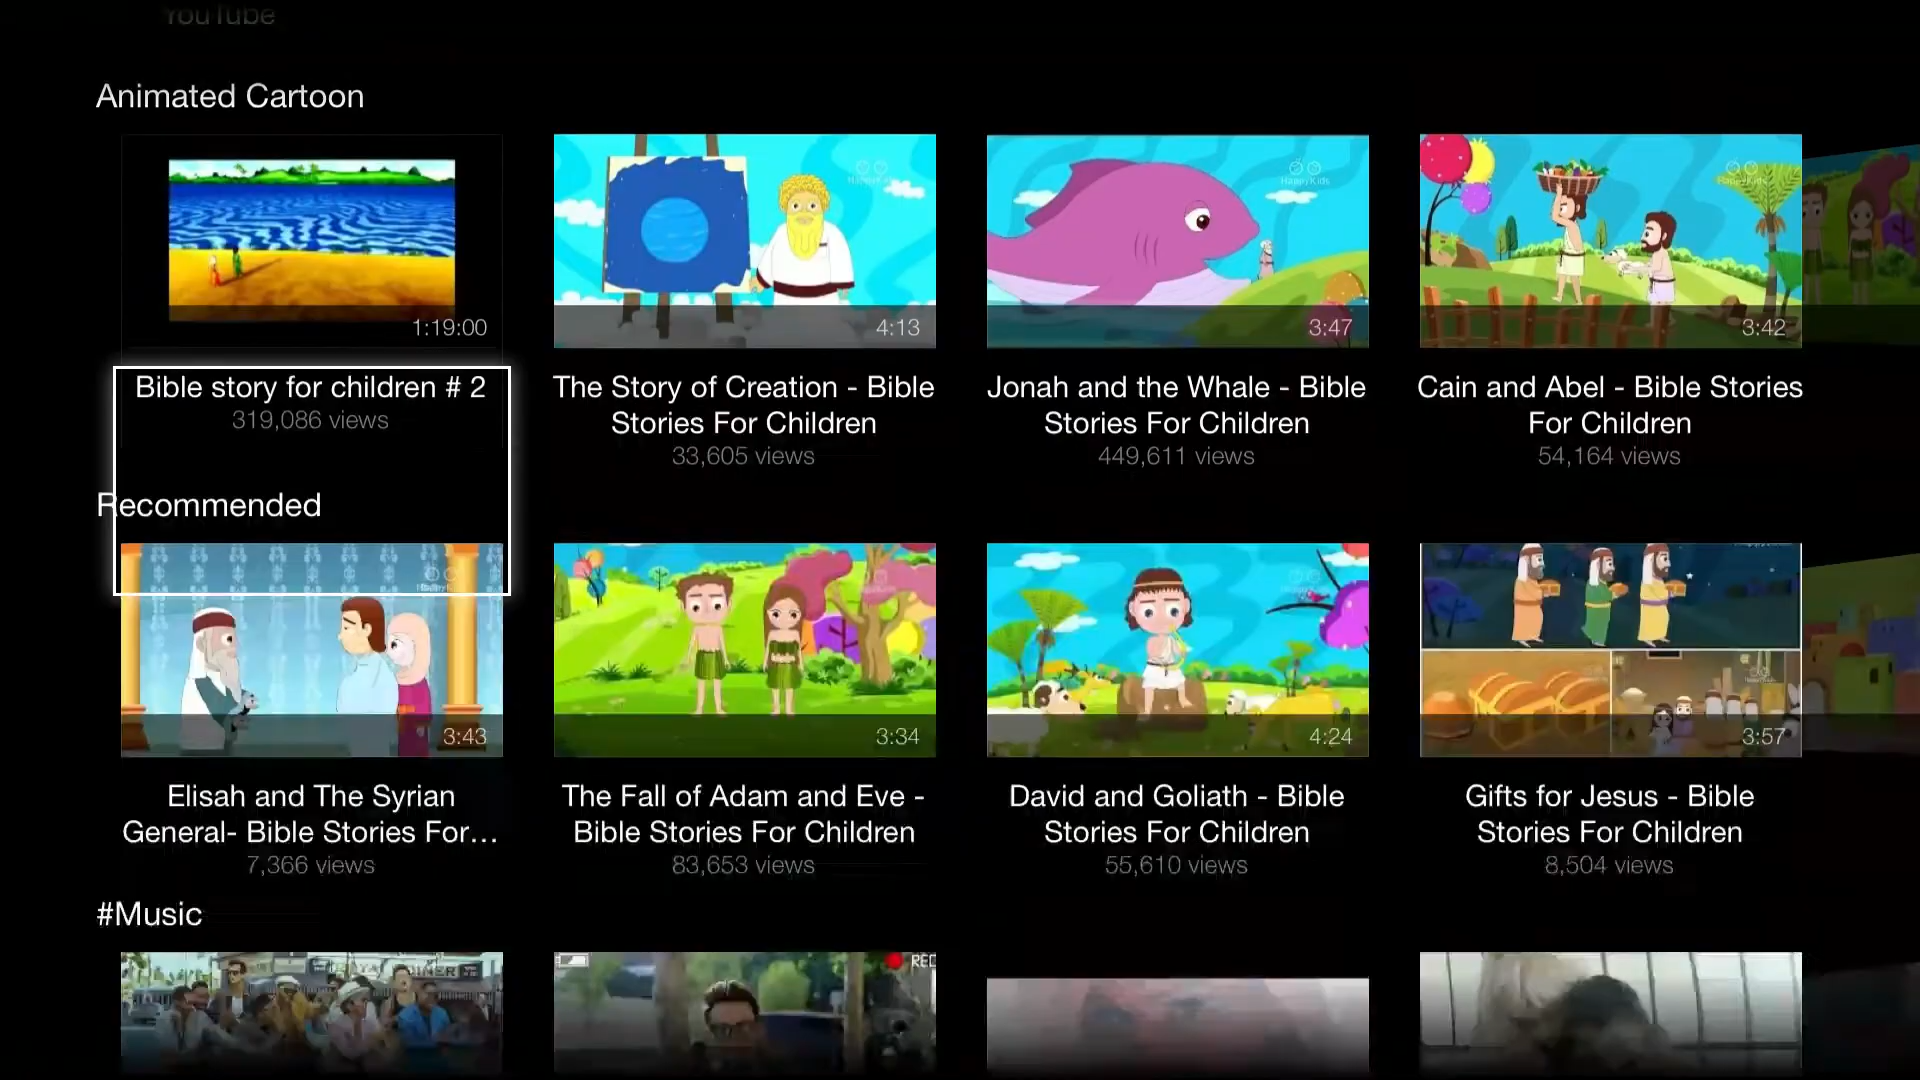 YouTube
Animated Cartoon
HappyKids
HappyKids
HappyKids
1:19:00
4:13
3:47
3:42
Bible story for children # 2
319,086 views
The Story of Creation - Bible
Stories For Children
33,605 views
Jonah and the Whale - Bible
Stories For Children
449,611 views
Cain and Abel - Bible Stories
For Children
54,164 views
Recommended
3:43
3:34
4:24
3:57
Elisah and The Syrian
General- Bible Stories For...
7,366 views
The Fall of Adam and Eve -
Bible Stories For Children
83,653 views
David and Goliath - Bible
Stories For Children
55,610 views
Gifts for Jesus - Bible
Stories For Children
8,504 views
#Music
DINER
REC